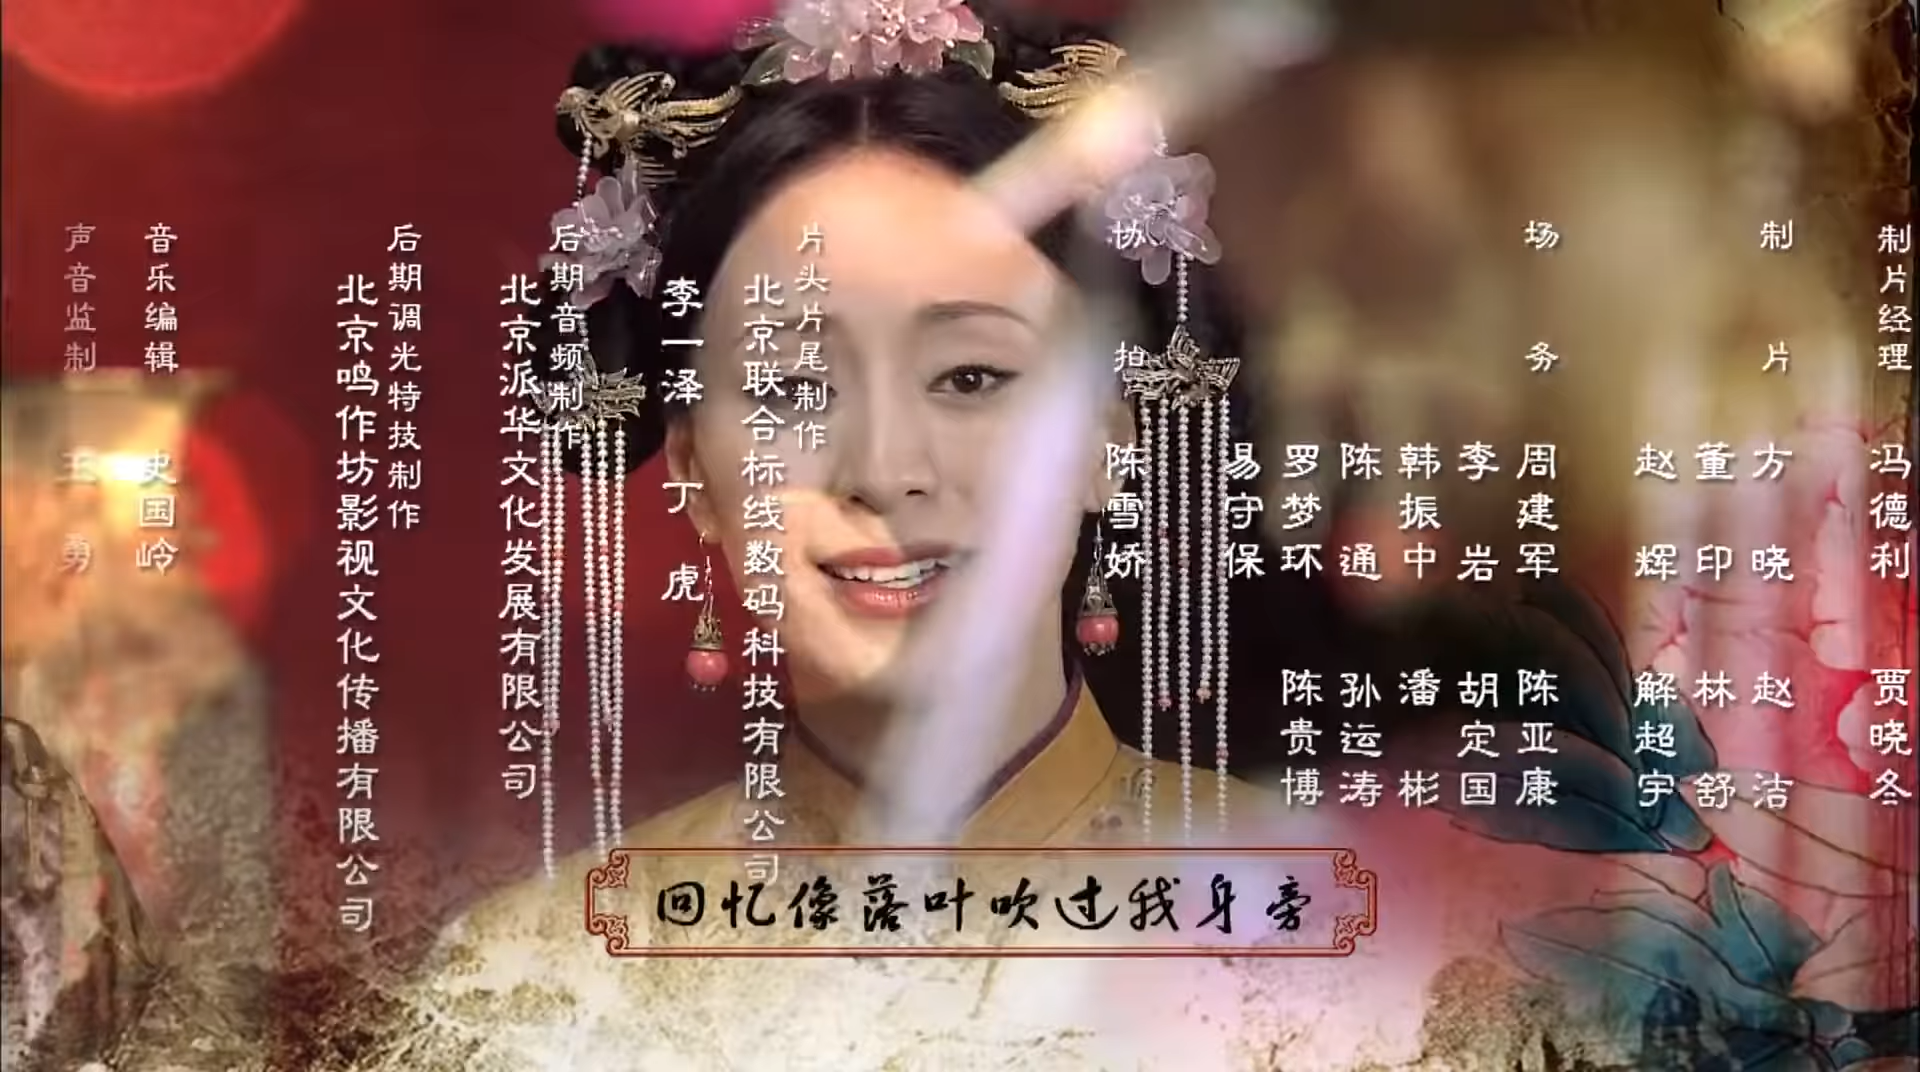 制片经理
冯德利
贾晓冬
制片
方晓
赵洁
董印
林舒
赵辉
解超宇
场务
周建军
陈亚康
李岩
胡定国
韩振中
潘彬
陈通
孙运涛
罗梦环
陈贵博
易守保
协拍
陈雪娇
片头片尾制作
北京联合标线数码科技有限公司
李一泽
丁虎
后期音频制作
北京派华文化发展有限公司
后期调光特技制作
北京鸣作坊影视文化传播有限公司
音乐编辑
史国岭
声音监制
王勇
回忆像落叶吹过我身旁